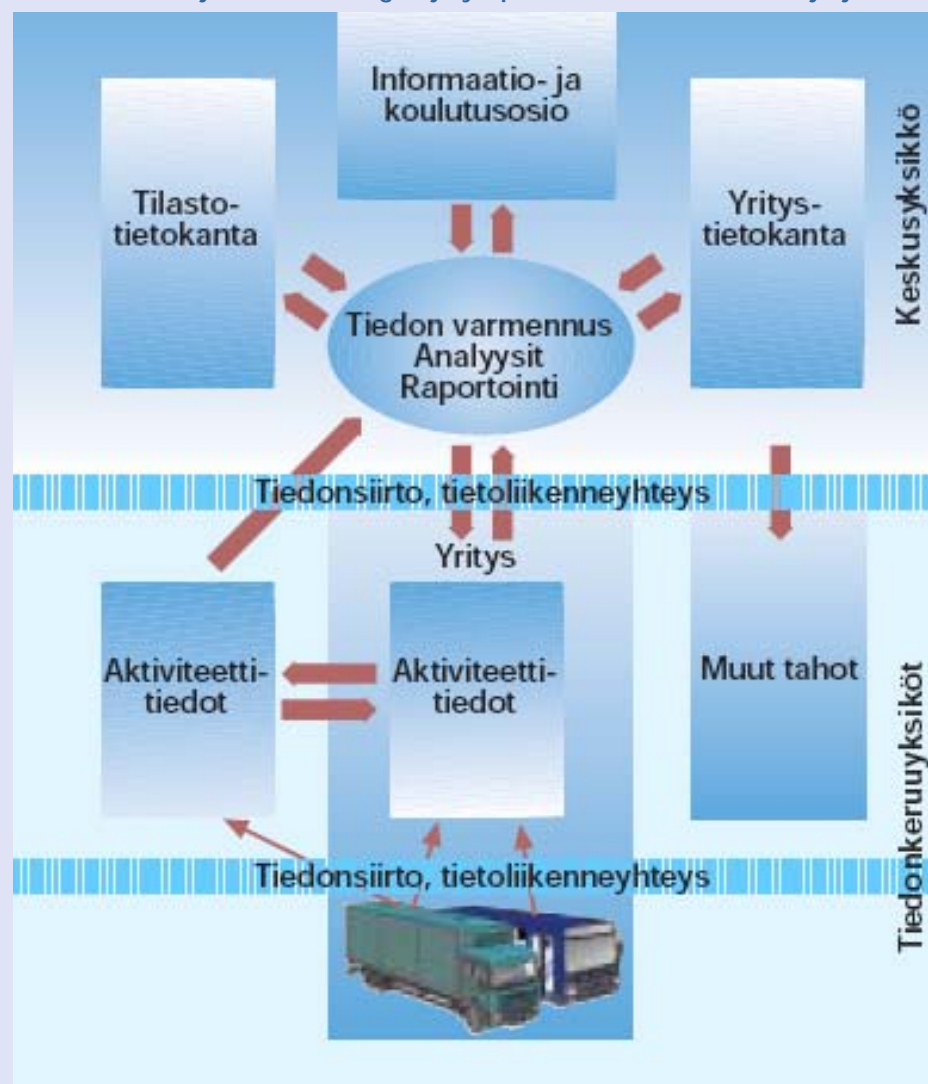 Informaatio- ja
koulutusosio
Tilasto-
tietokanta
Yritys-
tietokanta
Keskusyksikkö
Tiedon varmennus
Analyysit
Raportointi
Tiedonsiirto, tietoliikenneyhteys
Yritys
Aktiviteetti-
tiedot
Aktiviteetti-
tiedot
Muut tahot
Tiedonkeruuyksiköt
Tiedonsiirto, tietoliikenneyhteys